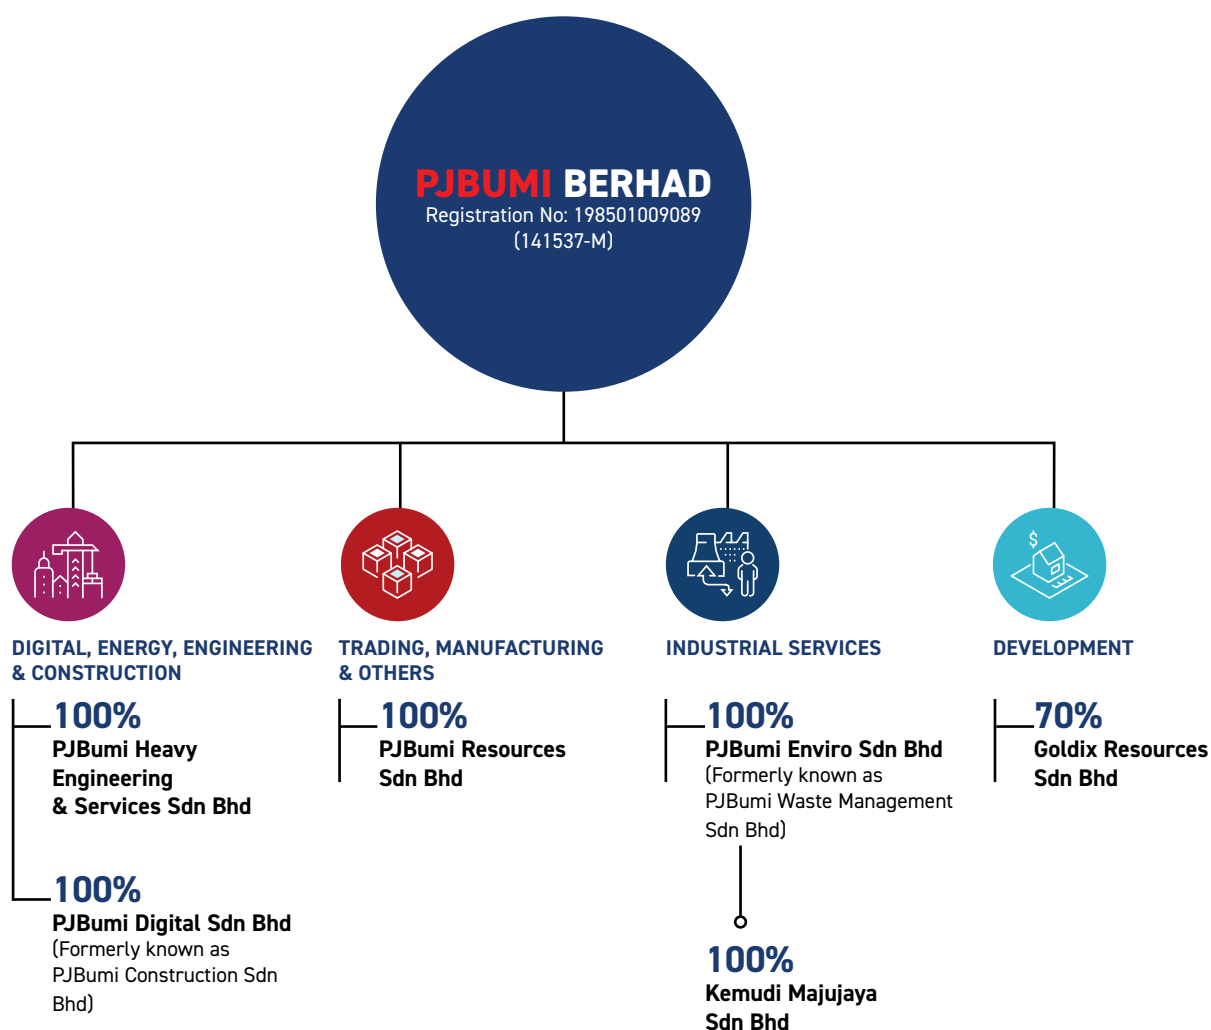 PJBUMI BERHAD
Registration No: 198501009089
(141537-M)
DIGITAL, ENERGY, ENGINEERING
& CONSTRUCTION
100%
PJBumi Heavy
Engineering
& Services Sdn Bhd
100%
PJBumi Digital Sdn Bhd
(Formerly known as
PJBumi Construction Sdn
Bhd)
TRADING, MANUFACTURING
& OTHERS
100%
PJBumi Resources
Sdn Bhd
INDUSTRIAL SERVICES
100%
PJBumi Enviro Sdn Bhd
(Formerly known as
PJBumi Waste Management
Sdn Bhd)
100%
Kemudi Majujaya
Sdn Bhd
$
DEVELOPMENT
70%
Goldix Resources
Sdn Bhd